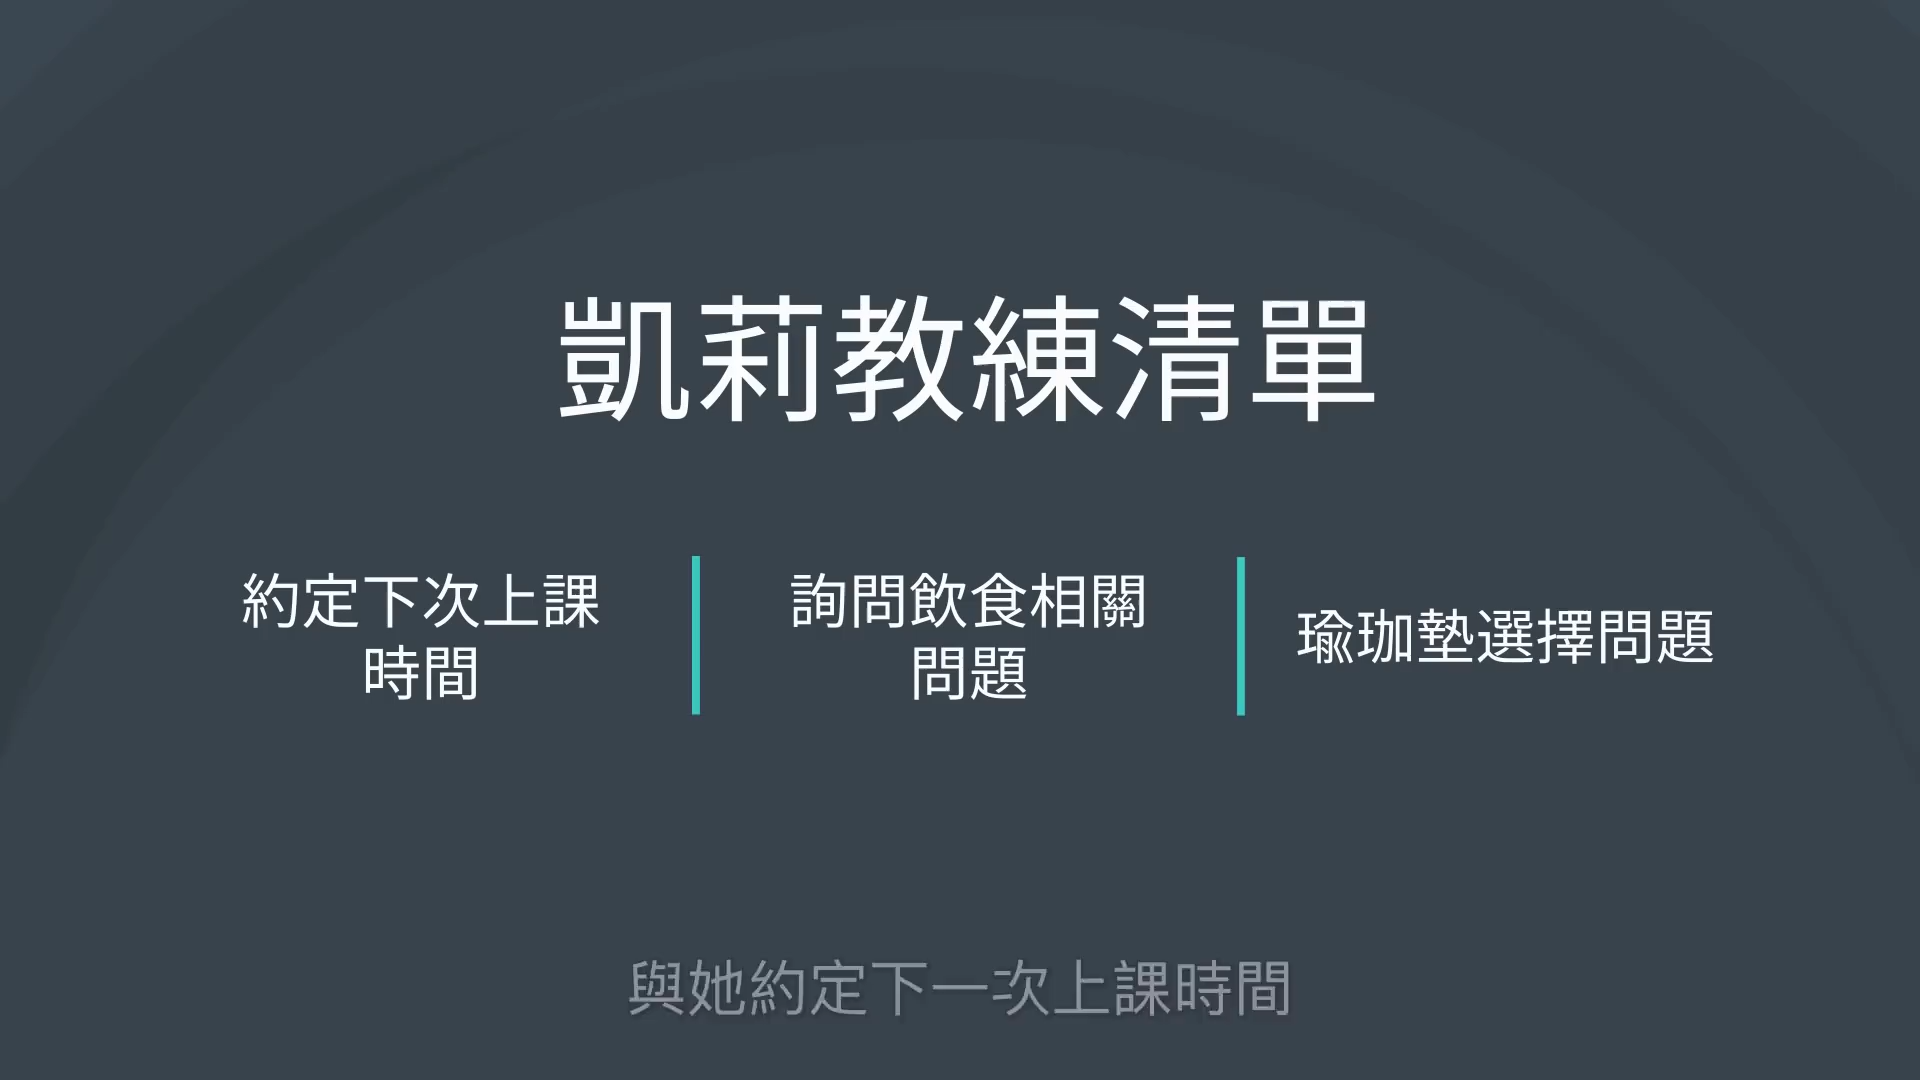 凱莉教練清單
約定下次上課
時間
詢問飲食相關
問題
瑜珈墊選擇問題
與她約定下一次上課時間